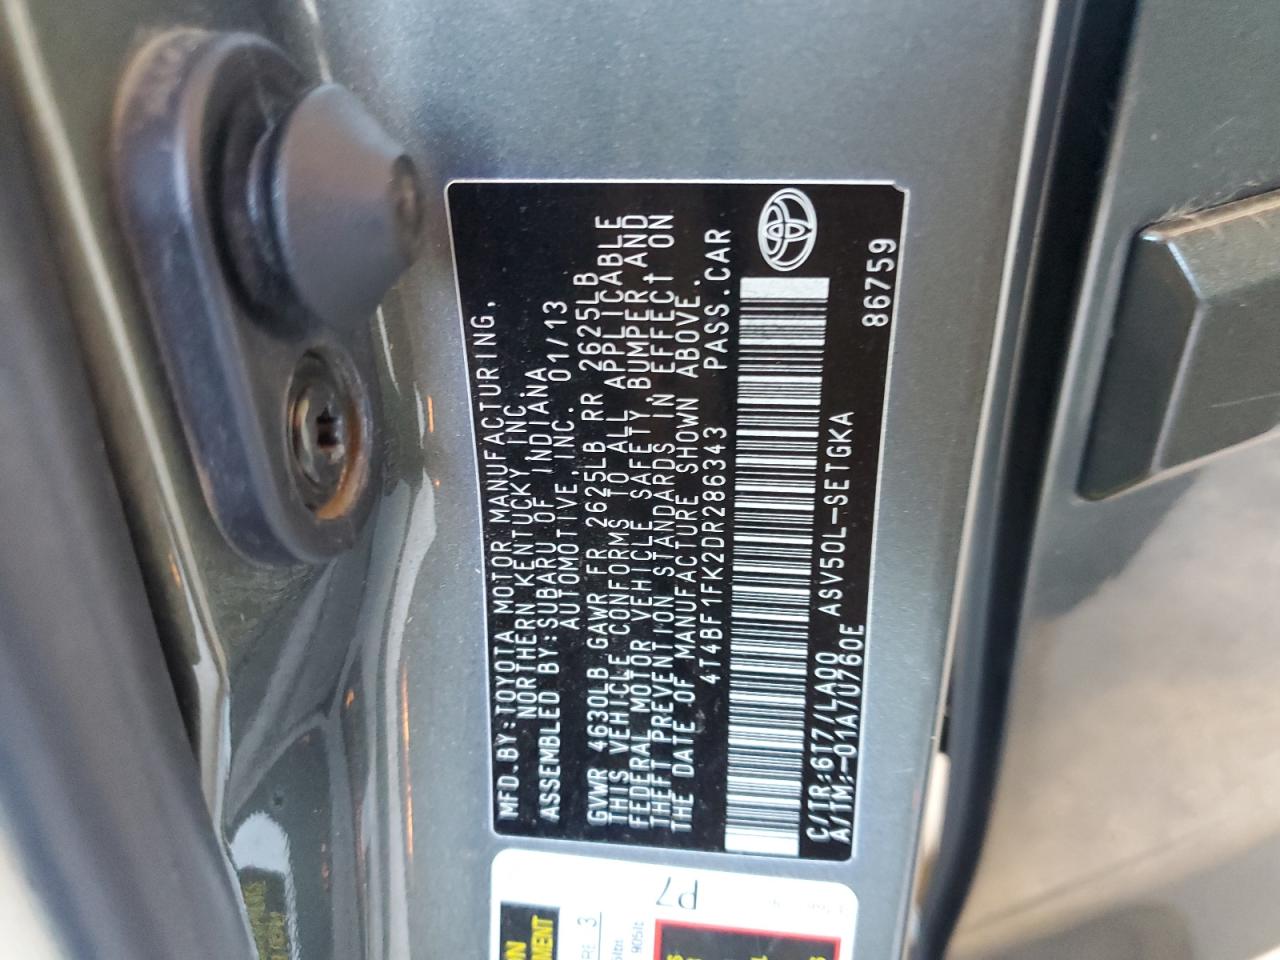 MFD.BY:TOYOTA MOTOR MANUFACTURING,
NORTHERN KENTUCKY,INC.
ASSEMBLED BY:SUBARU OF INDIANA
AUTOMOTIVE,INC. 01/13
GVWR 4630LB GAWR FR 2625LB RR 2625LB
THIS VEHICLE CONFORMS TO ALL APPLICABLE
FEDERAL MOTOR VEHICLE SAFETY,BUMPER,AND
THEFT PREVENTION STANDARDS IN EFFECT ON
THE DATE OF MANUFACTURE SHOWN ABOVE.
4T4BF1FK2DR286343 PASS.CAR
C/TR:6T7/LA00 ASV50L-SETGKA
A/TM:-01A/U760E 86759
P7
3